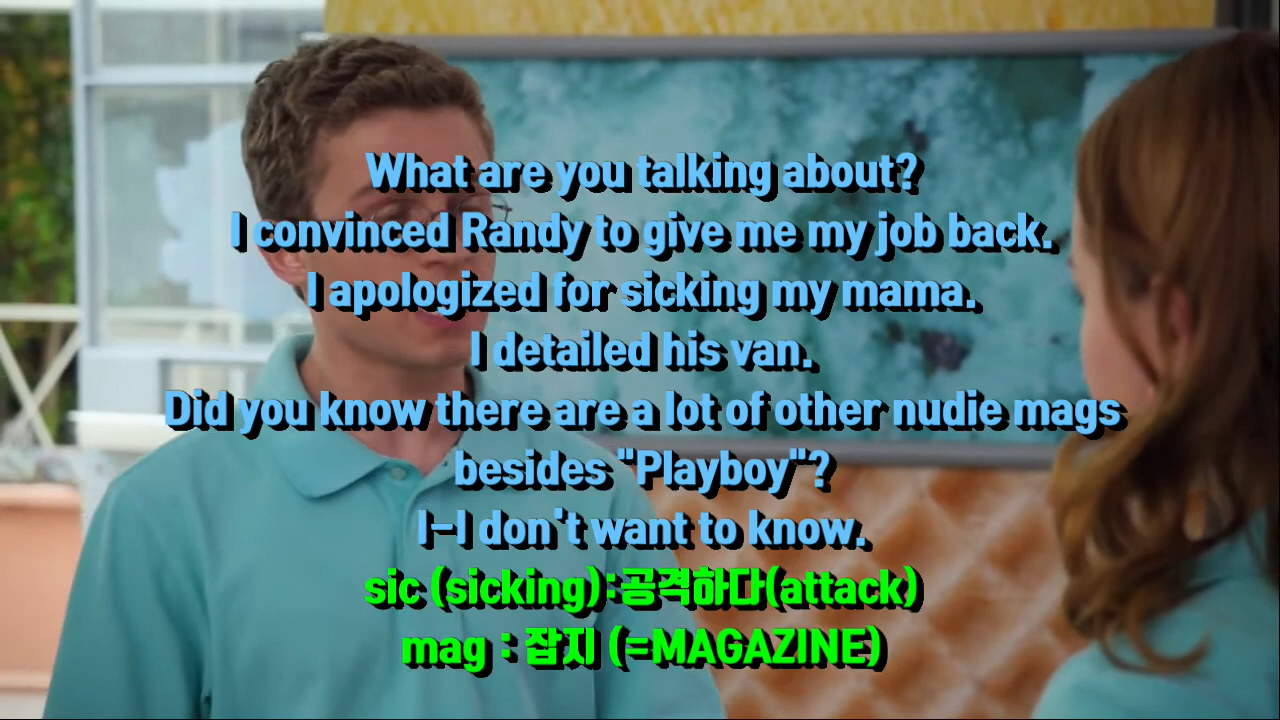 What are you talking about?
I convinced Randy to give me my job back.
I apologized for sicking my mama.
I detailed his van.
Did you know there are a lot of other nudie mags
besides "Playboy"?
I-I don't want to know.
sic (sicking):공격하다(attack)
mag : 잡지 (=MAGAZINE)